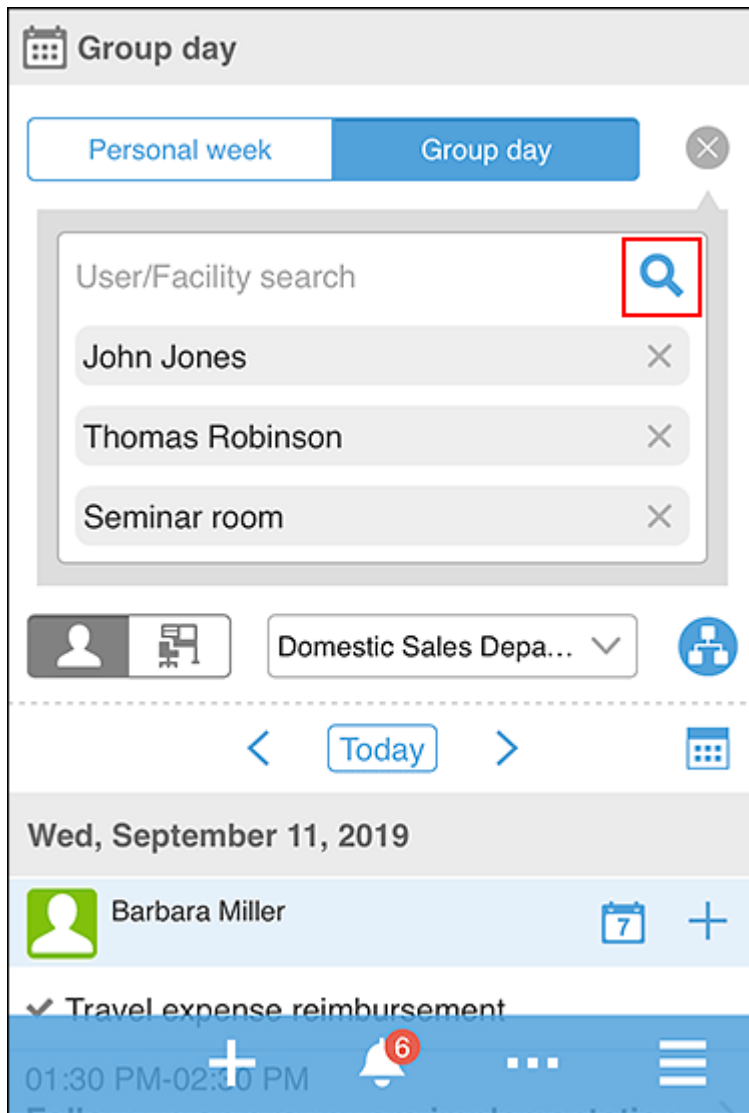 Group day
Personal week Group day
User/Facility search
John Jones
Thomas Robinson
Seminar room
Domestic Sales Depa...
Today
Wed, September 11, 2019
Barbara Miller
7
Travel expense reimbursement
6
01:30 PM-02:30 PM